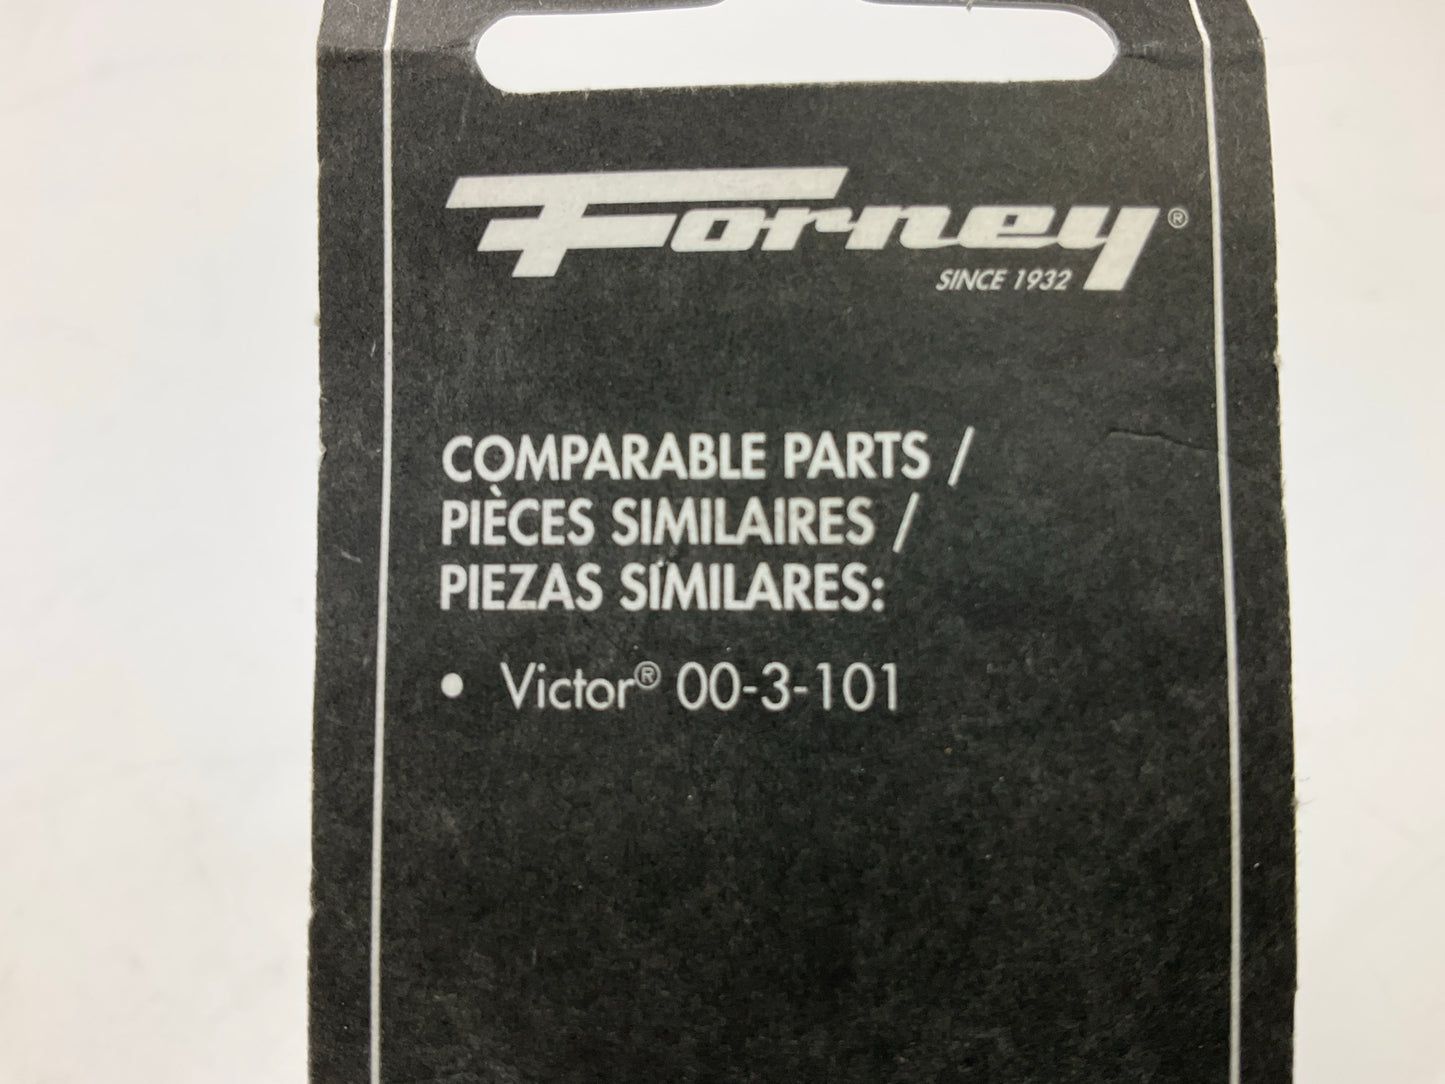 Forney®
SINCE 1932
COMPARABLE PARTS /
PIÈCES SIMILAIRES /
PIEZAS SIMILARES:
• Victor® 00-3-101